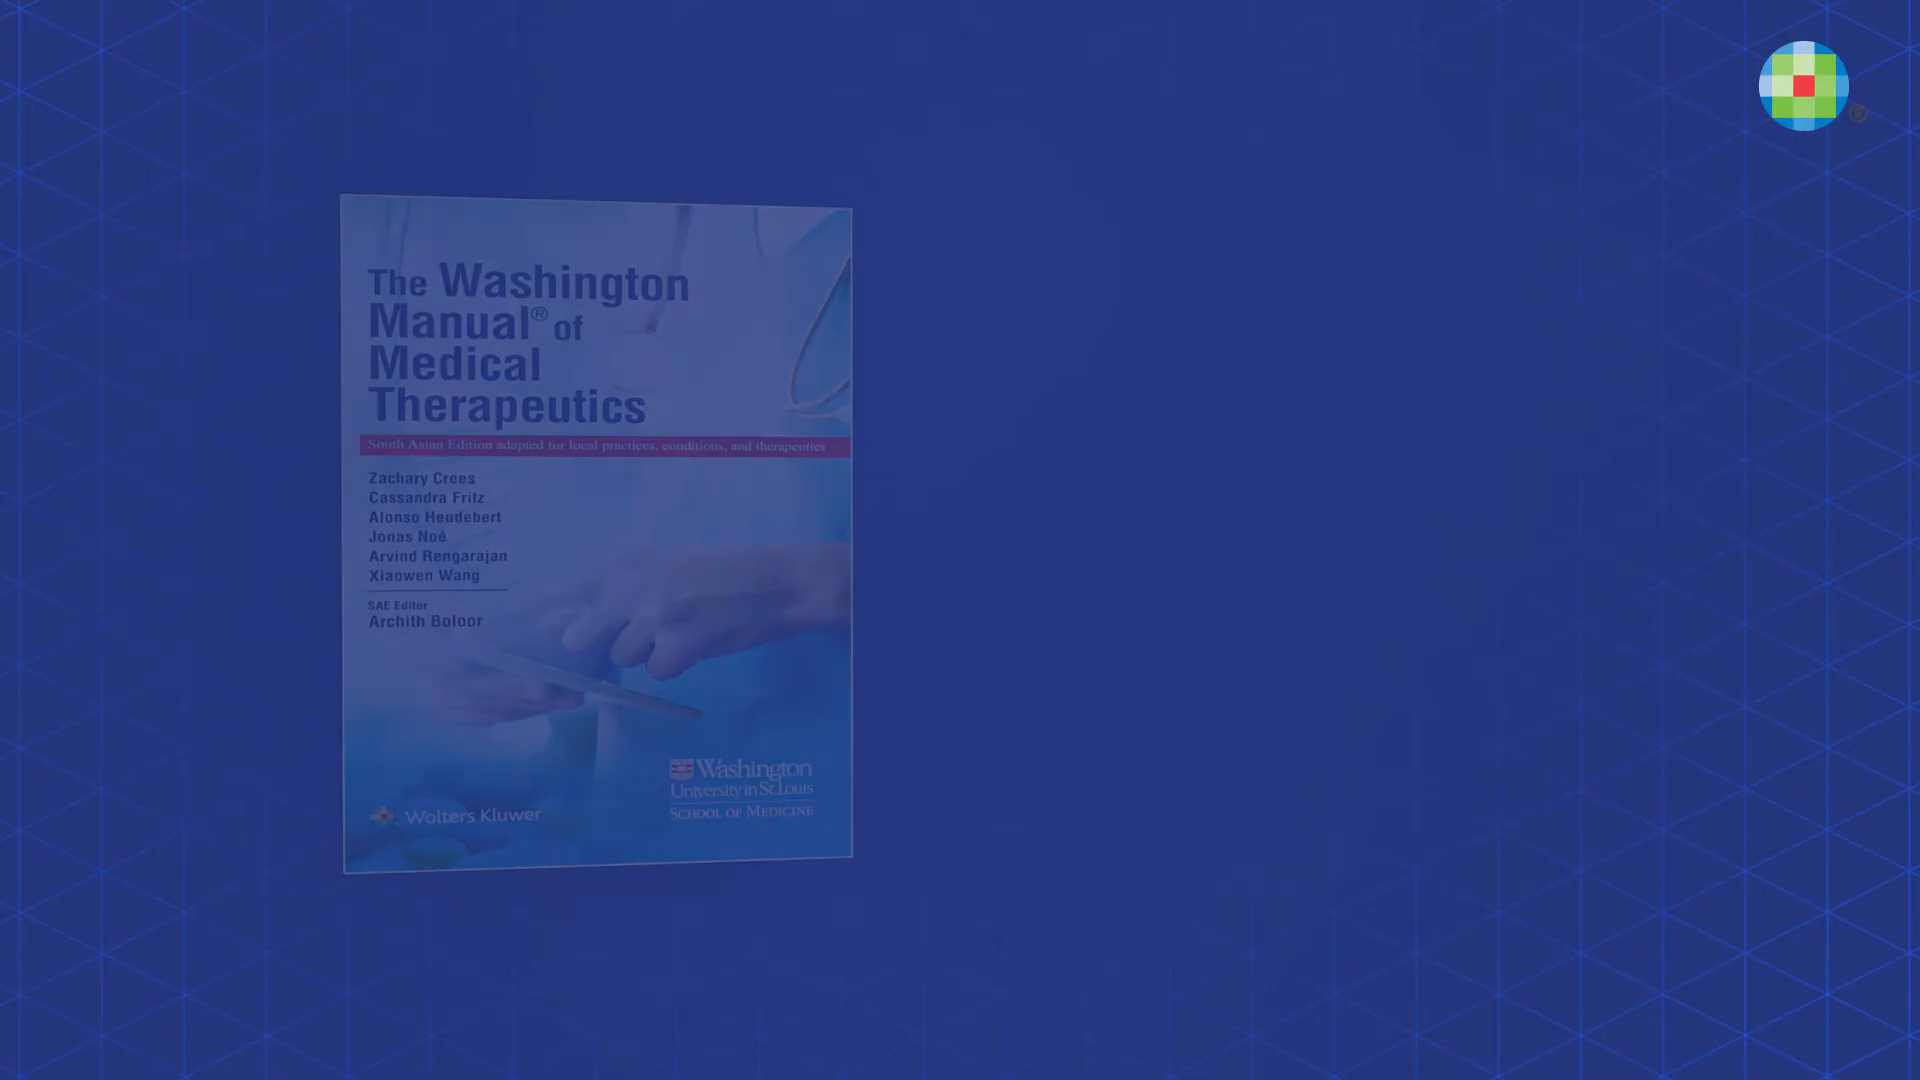 The Washington
Manual® of
Medical
Therapeutics
South Asian Edition adapted for local practices, conditions, and therapeutics
Zachary Crees
Cassandra Fritz
Alonso Heudebert
Jonas Noé
Arvind Rengarajan
Xiaowen Wang
SAE Editor
Archith Boloor
Washington
University in St. Louis
School of Medicine
Wolters Kluwer
®